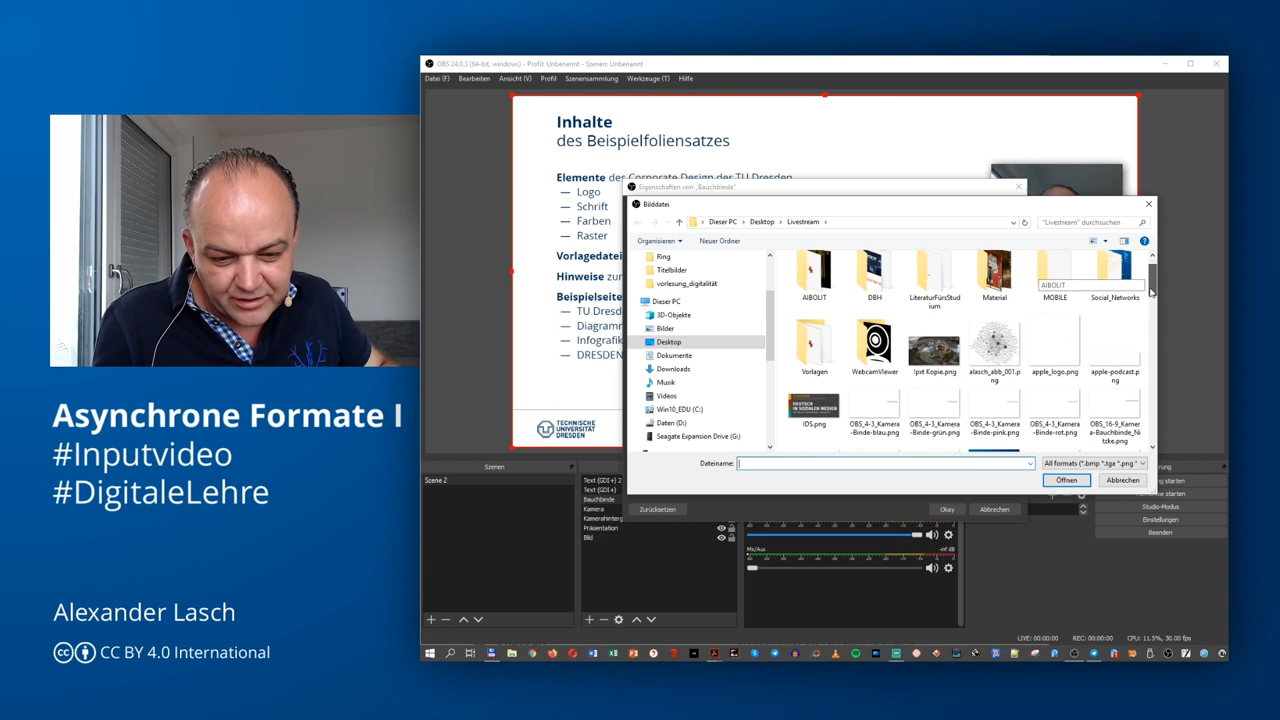 OBS 24.0.3 (64-bit, windows) - Profil: Unbenannt - Szenen: Unbenannt
Datei (F) Bearbeiten Ansicht (V) Profil Szenensammlung Werkzeuge (T) Hilfe
Inhalte
des Beispielfoliensatzes
Elemente des Corporate Design der TU Dresden
— Logo
— Schrift
— Farben
— Raster
Vorlagedatei
Hinweise zur
Beispielseite
— TU Dresd
— Diagramm
— Infografik
— DRESDEN
TECHNISCHE
UNIVERSITÄT
DRESDEN
Eigenschaften von „Bauchbinde"
Bilddatei
Dieser PC Desktop Livestream
"Livestream" durchsuchen
Organisieren Neuer Ordner
Ring
Titelbilder
vorlesung_digitalität
Dieser PC
3D-Objekte
Bilder
Desktop
Dokumente
Downloads
Musik
Videos
Win10_EDU (C:)
Daten (D:)
Seagate Expansion Drive (G:)
AIBOLIT
AIBOLIT DBH LiteraturFürsStudium Material MOBILE Social_Networks
Vorlagen WebcamViewer !pxt Kopie.png alasch_abb_001.png apple_logo.png apple-podcast.png
DEUTSCH
IN SOZIALEN MEDIEN
IDS.png OBS_4-3_Kamera-Binde-blau.png OBS_4-3_Kamera-Binde-grün.png OBS_4-3_Kamera-Binde-pink.png OBS_4-3_Kamera-Binde-rot.png OBS_16-9_Kamera-Bauchbinde_Nitzke.png
Dateiname:
All formats (*.bmp *.tga *.png
Öffnen Abbrechen
Zurücksetzen Okay Abbrechen
Szenen
Szene 2
Text (GDI+) 2
Text (GDI+)
Bauchbinde
Kamera
Kamerahinterg
Präsentation
Bild
Mic/Aux
-inf dB
Studio-Modus
Einstellungen
Beenden
LIVE: 00:00:00 REC: 00:00:00 CPU: 11.5%, 30.00 fps
Asynchrone Formate I
#Inputvideo
#DigitaleLehre
Alexander Lasch
CC BY 4.0 International